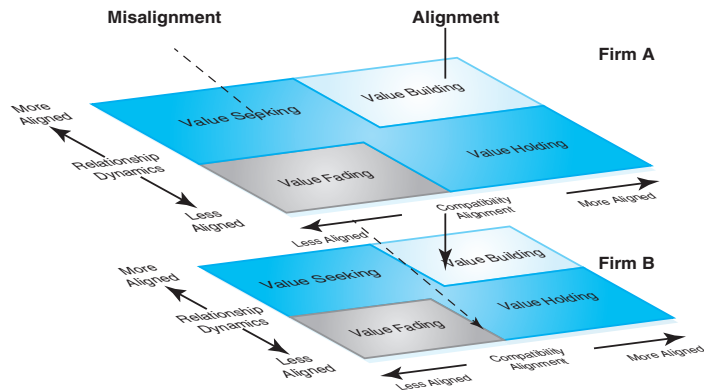 Misalignment
Alignment
Firm A
Value Building
Value Seeking
More
Aligned
Value Holding
Relationship
Dynamics
Value Fading
Less
Aligned
Compatibility
Alignment
More Aligned
Less Aligned
Value Building
Firm B
Value Seeking
More
Aligned
Value Holding
Relationship
Dynamics
Value Fading
Less
Aligned
Compatibility
Alignment
More Aligned
Less Aligned